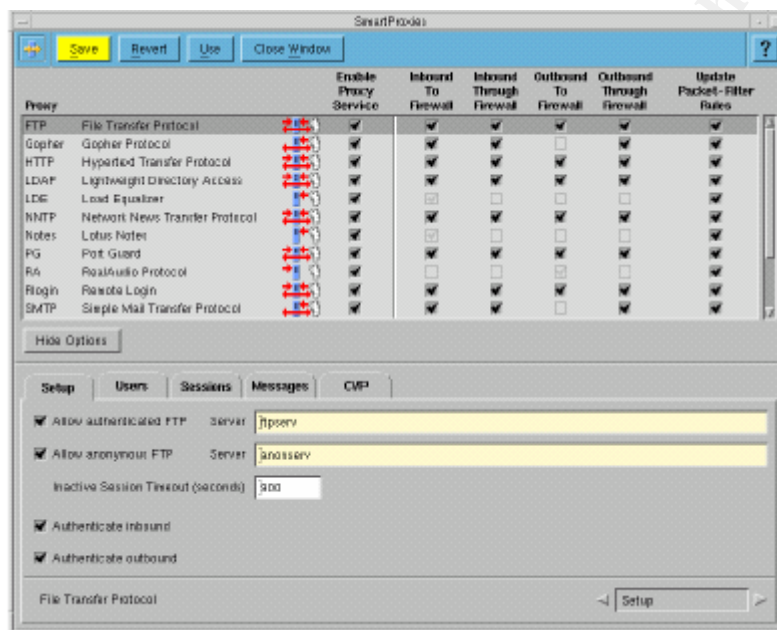 SmartProxies
Save Revert Use Close Window ?
Proxy Enable Proxy Service Inbound To Firewall Inbound Through Firewall Outbound To Firewall Outbound Through Firewall Update Packet-Filter Rules
FTP File Transfer Protocol
Gopher Gopher Protocol
HTTP Hypertext Transfer Protocol
LDAP Lightweight Directory Access
LDE Load Equalizer
NNTP Network News Transfer Protocol
Notes Lotus Notes
PG Port Guard
RA RealAudio Protocol
Rlogin Remote Login
SMTP Simple Mail Transfer Protocol
Hide Options
Setup Users Sessions Messages CVP
Allow authenticated FTP Server ftpserv
Allow anonymous FTP Server anonserv
Inactive Session Timeout (seconds) 900
Authenticate inbound
Authenticate outbound
File Transfer Protocol Setup